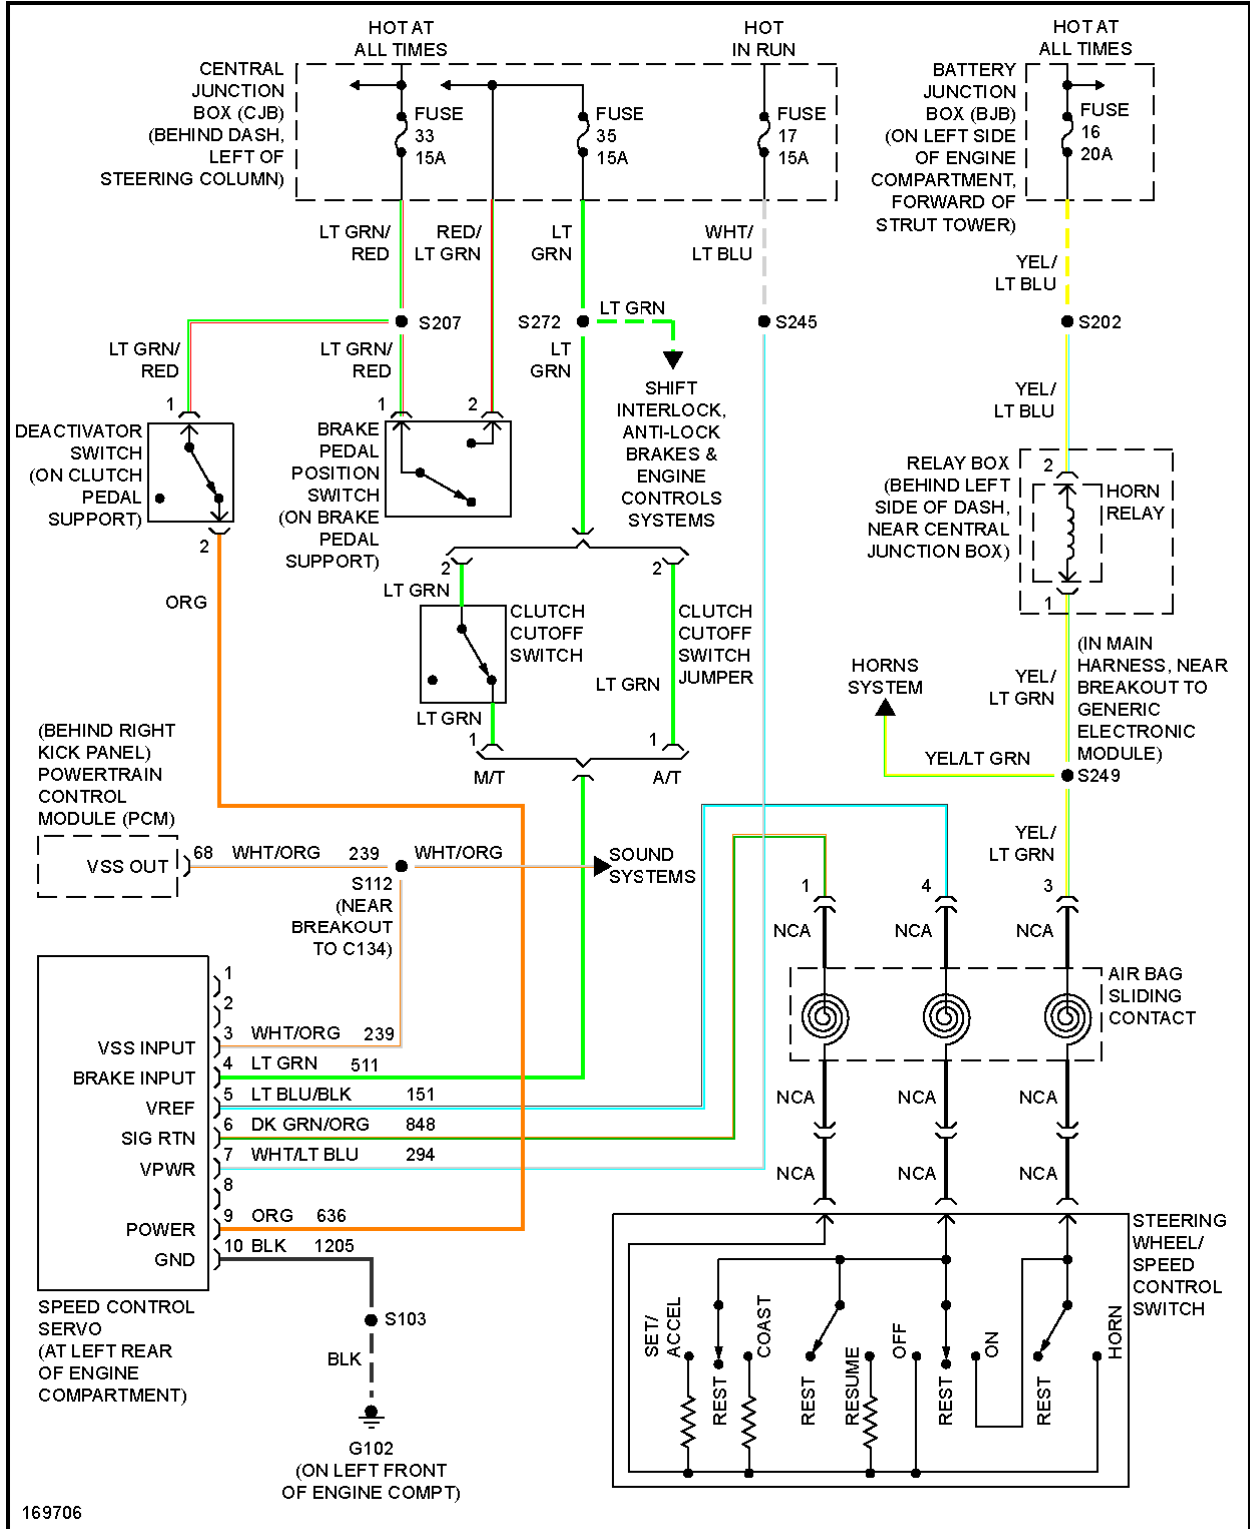 HOT AT
ALL TIMES
HOT
IN RUN
HOT AT
ALL TIMES
CENTRAL
JUNCTION
BOX (CJB)
(BEHIND DASH,
LEFT OF
STEERING COLUMN)
FUSE
33
15A
FUSE
35
15A
FUSE
17
15A
BATTERY
JUNCTION
BOX (BJB)
(ON LEFT SIDE
OF ENGINE
COMPARTMENT,
FORWARD OF
STRUT TOWER)
FUSE
16
20A
LT GRN/
RED
RED/
LT GRN
LT
GRN
WHT/
LT BLU
YEL/
LT BLU
S207
S272
LT GRN
S245
S202
LT GRN/
RED
LT GRN/
RED
LT
GRN
YEL/
LT BLU
1
1
2
SHIFT
INTERLOCK,
ANTI-LOCK
BRAKES &
ENGINE
CONTROLS
SYSTEMS
DEACTIVATOR
SWITCH
(ON CLUTCH
PEDAL
SUPPORT)
2
BRAKE
PEDAL
POSITION
SWITCH
(ON BRAKE
PEDAL
SUPPORT)
RELAY BOX
(BEHIND LEFT
SIDE OF DASH,
NEAR CENTRAL
JUNCTION BOX)
2
HORN
RELAY
1
ORG
2
LT GRN
2
CLUTCH
CUTOFF
SWITCH
CLUTCH
CUTOFF
SWITCH
JUMPER
LT GRN
LT GRN
1
1
M/T
A/T
HORNS
SYSTEM
YEL/
LT GRN
(IN MAIN
HARNESS, NEAR
BREAKOUT TO
GENERIC
ELECTRONIC
MODULE)
YEL/LT GRN
S249
(BEHIND RIGHT
KICK PANEL)
POWERTRAIN
CONTROL
MODULE (PCM)
VSS OUT
68
WHT/ORG
239
WHT/ORG
SOUND
SYSTEMS
S112
(NEAR
BREAKOUT
TO C134)
YEL/
LT GRN
1
4
3
NCA
NCA
NCA
AIR BAG
SLIDING
CONTACT
1
2
VSS INPUT
3
WHT/ORG
239
BRAKE INPUT
4
LT GRN
511
VREF
5
LT BLU/BLK
151
SIG RTN
6
DK GRN/ORG
848
VPWR
7
WHT/LT BLU
294
8
POWER
9
ORG
636
GND
10
BLK
1205
NCA
NCA
NCA
NCA
NCA
NCA
SPEED CONTROL
SERVO
(AT LEFT REAR
OF ENGINE
COMPARTMENT)
S103
BLK
G102
(ON LEFT FRONT
OF ENGINE COMPT)
STEERING
WHEEL/
SPEED
CONTROL
SWITCH
SET/
ACCEL
REST
COAST
REST
RESUME
OFF
REST
ON
REST
HORN
169706